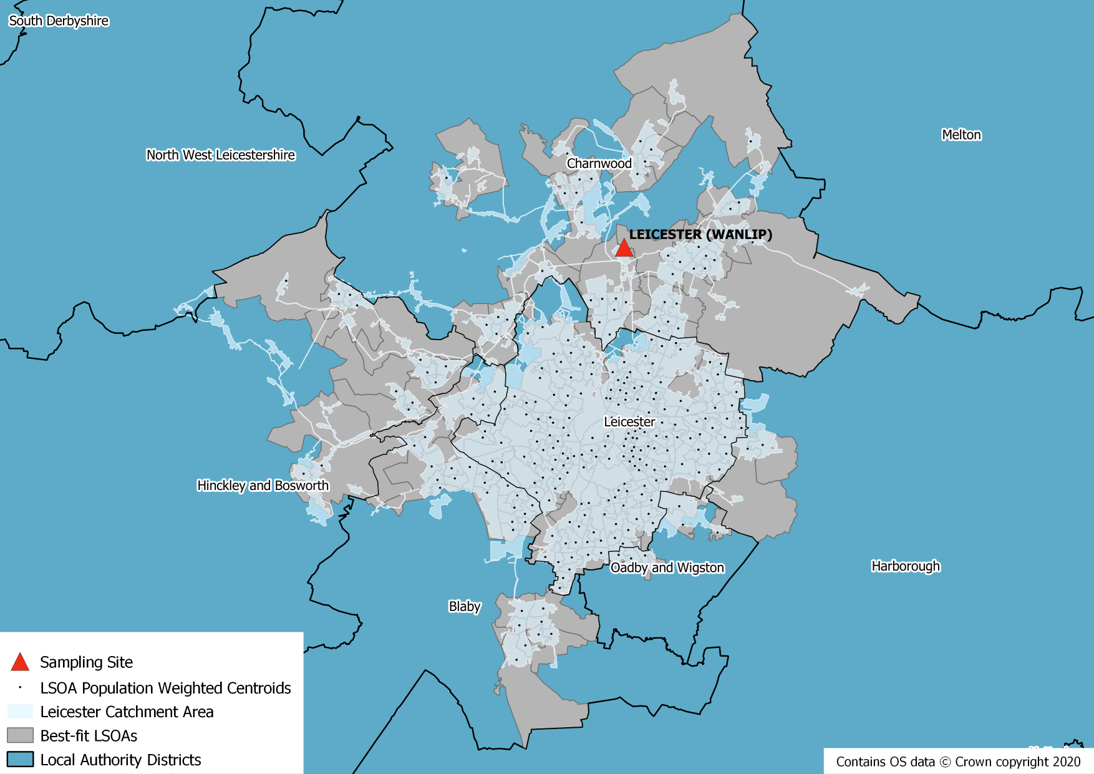 South Derbyshire
Melton
North West Leicestershire
Charnwood
LEICESTER (WANLIP)
Leicester
Hinckley and Bosworth
Harborough
Oadby and Wigston
Blaby
Sampling Site
LSOA Population Weighted Centroids
Leicester Catchment Area
Best-fit LSOAs
Local Authority Districts
Contains OS data © Crown copyright 2020